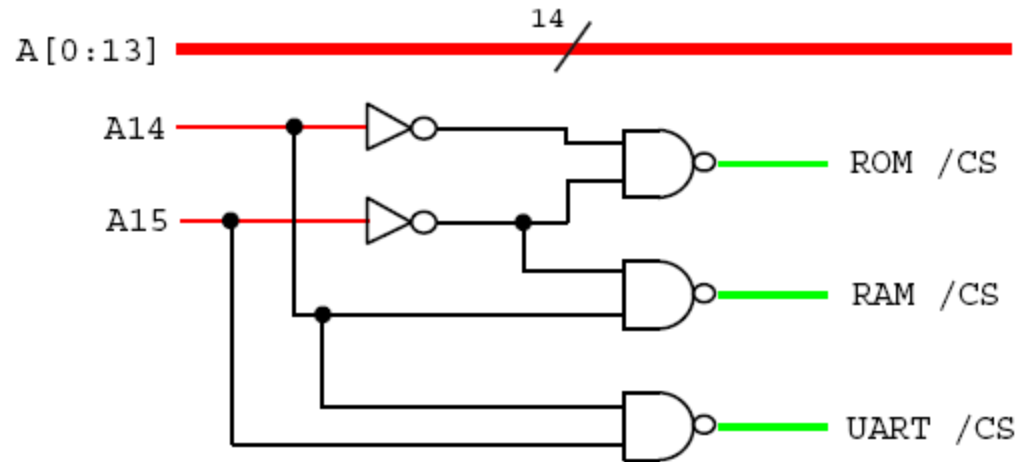 14
A[0:13]
A14
ROM /CS
A15
RAM /CS
UART /CS